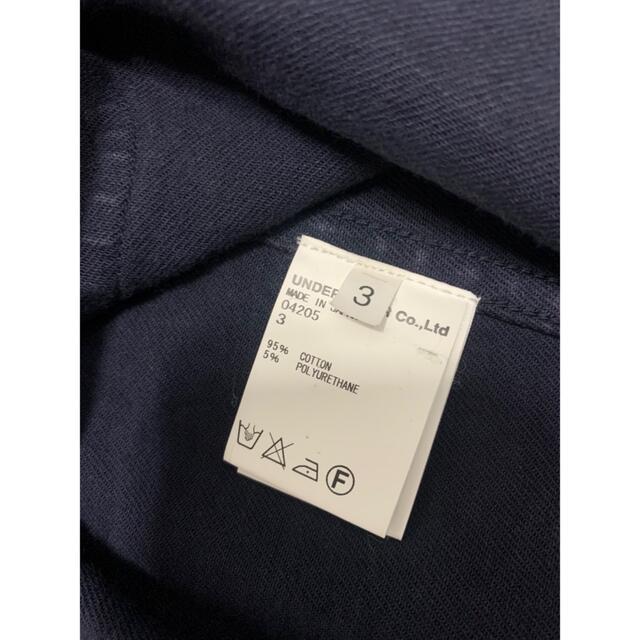 UNDER
3
Co.,Ltd
MADE IN
04205
3
95% COTTON
5% POLYURETHANE
F